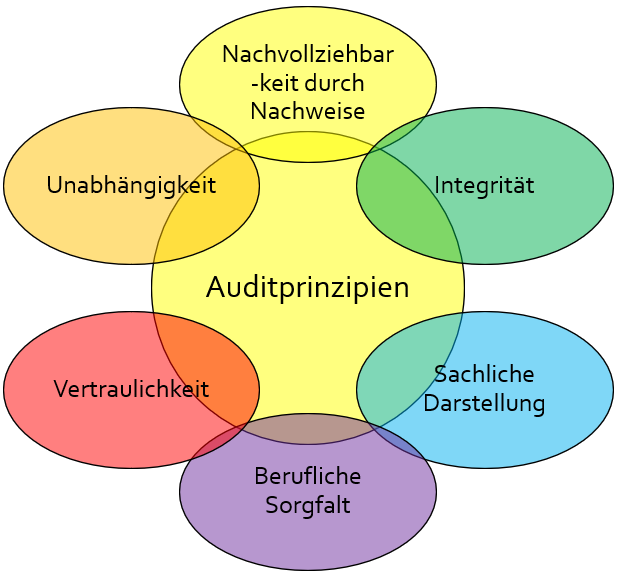 Nachvollziehbar
-keit durch
Nachweise
Unabhängigkeit
Integrität
Auditprinzipien
Vertraulichkeit
Sachliche
Darstellung
Berufliche
Sorgfalt